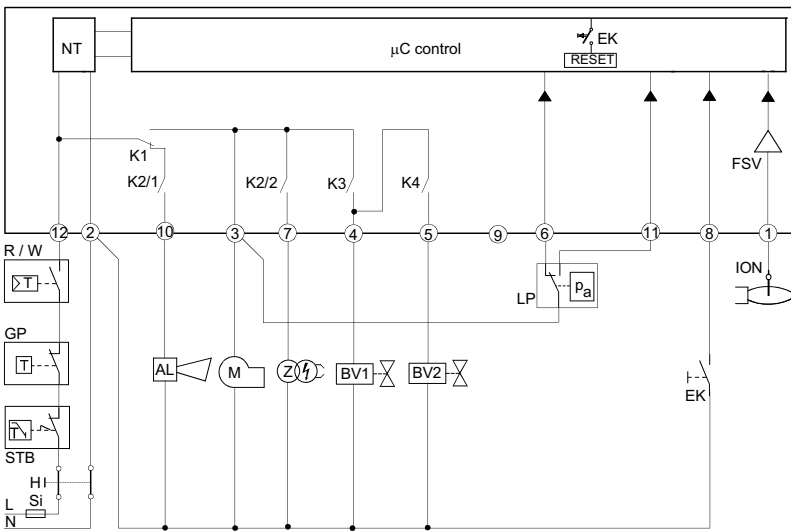 NT
µC control
EK
RESET
K1
K2/1
K2/2
K3
K4
FSV
12
2
10
3
7
4
5
9
6
11
8
1
R / W
T
LP
pa
ION
GP
T
AL
M
Z
BV1
BV2
EK
T
STB
H
Si
L
N